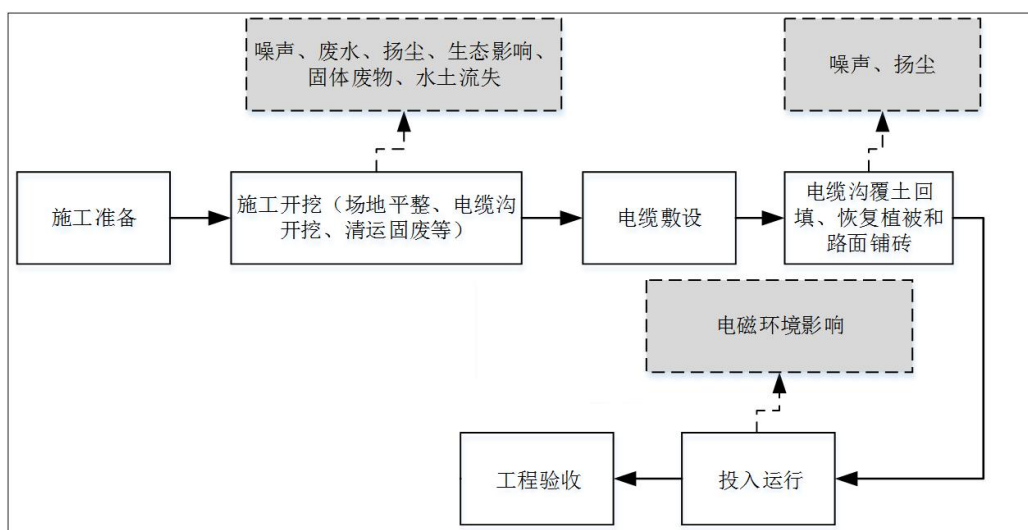 噪声、废水、扬尘、生态影响、
固体废物、水土流失
噪声、扬尘
施工准备
施工开挖（场地平整、电缆沟
开挖、清运固废等）
电缆敷设
电缆沟覆土回
填、恢复植被和
路面铺砖
电磁环境影响
工程验收
投入运行